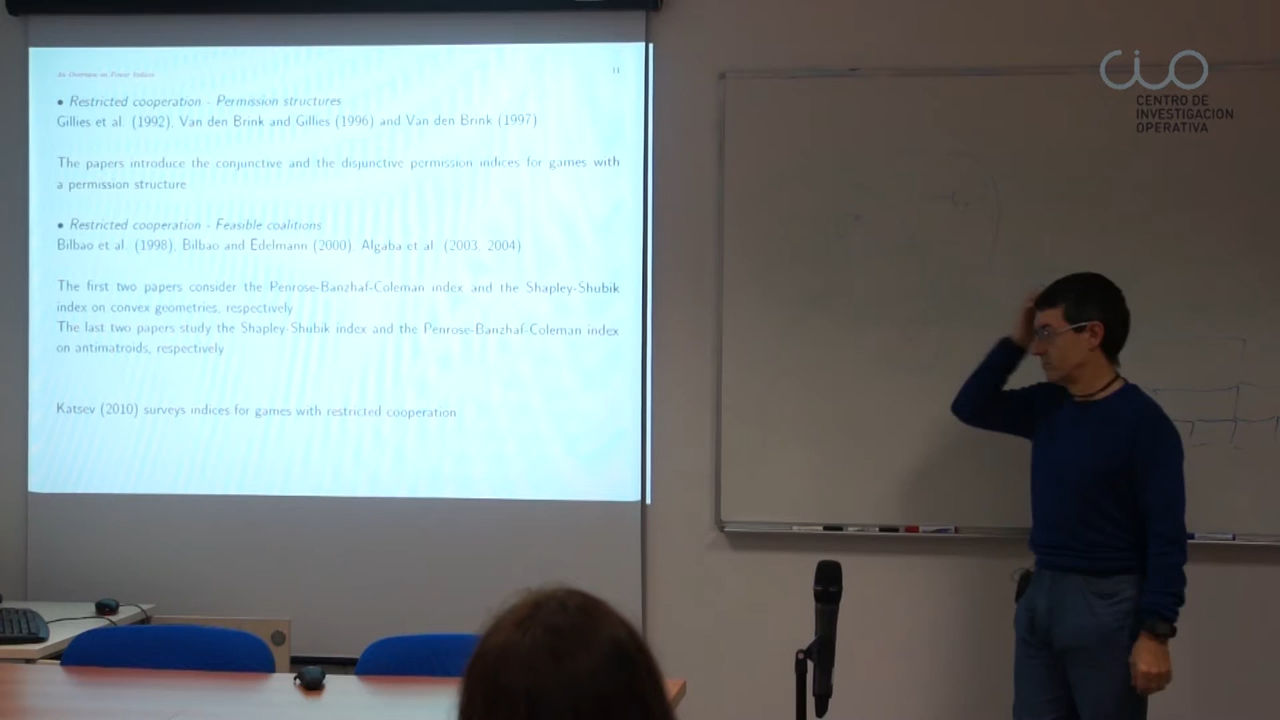 An Overview on Power Indices
11
• Restricted cooperation - Permission structures
Gillies et al. (1992), Van den Brink and Gillies (1996) and Van den Brink (1997)
The papers introduce the conjunctive and the disjunctive permission indices for games with
a permission structure
• Restricted cooperation - Feasible coalitions
Bilbao et al. (1998), Bilbao and Edelmann (2000), Algaba et al. (2003, 2004)
The first two papers consider the Penrose-Banzhaf-Coleman index and the Shapley-Shubik
index on convex geometries, respectively
The last two papers study the Shapley-Shubik index and the Penrose-Banzhaf-Coleman index
on antimatroids, respectively
Katsev (2010) surveys indices for games with restricted cooperation
CIO
CENTRO DE
INVESTIGACION
OPERATIVA